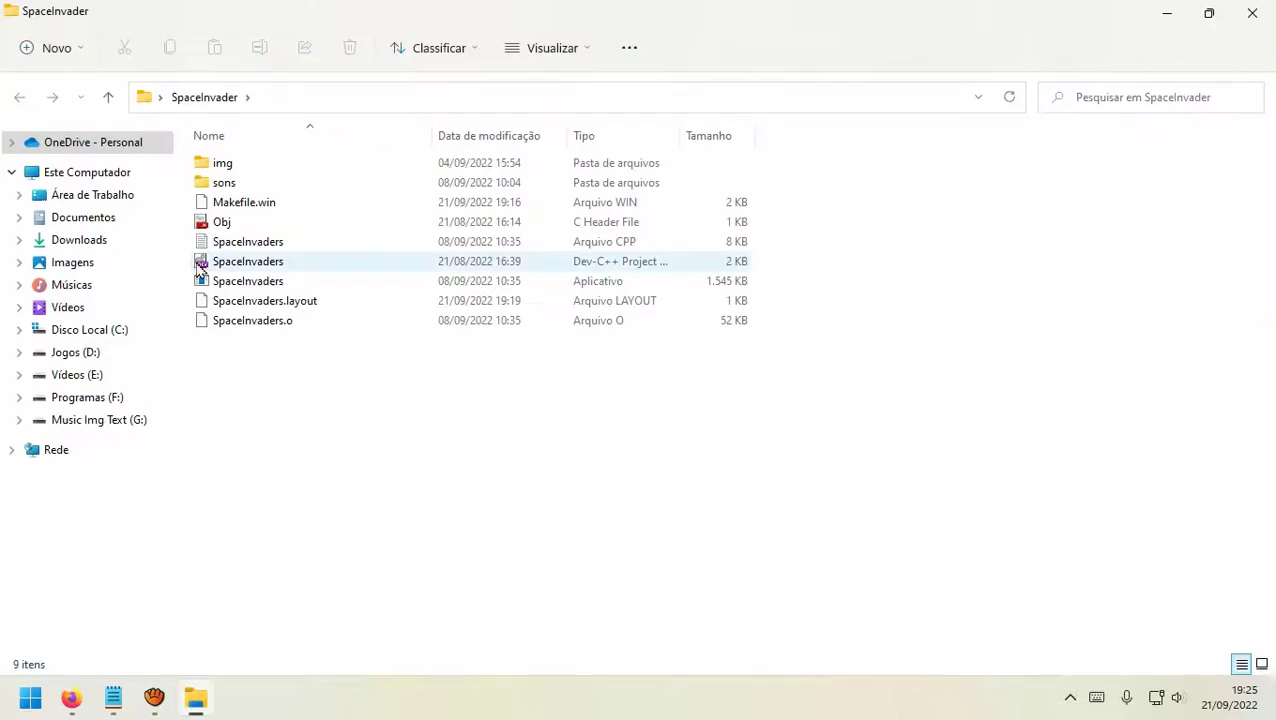 SpaceInvader
Novo Classificar Visualizar
SpaceInvader Pesquisar em SpaceInvader
Nome Data de modificação Tipo Tamanho
OneDrive - Personal
Este Computador
Área de Trabalho
Documentos
Downloads
Imagens
Músicas
Vídeos
Disco Local (C:)
Jogos (D:)
Vídeos (E:)
Programas (F:)
Music Img Text (G:)
Rede
img 04/09/2022 15:54 Pasta de arquivos
sons 08/09/2022 10:04 Pasta de arquivos
Makefile.win 21/09/2022 19:16 Arquivo WIN 2 KB
Obj 21/08/2022 16:14 C Header File 1 KB
SpaceInvaders 08/09/2022 10:35 Arquivo CPP 8 KB
SpaceInvaders 21/08/2022 16:39 Dev-C++ Project ... 2 KB
SpaceInvaders 08/09/2022 10:35 Aplicativo 1.545 KB
SpaceInvaders.layout 21/09/2022 19:19 Arquivo LAYOUT 1 KB
SpaceInvaders.o 08/09/2022 10:35 Arquivo O 52 KB
9 itens
19:25
21/09/2022